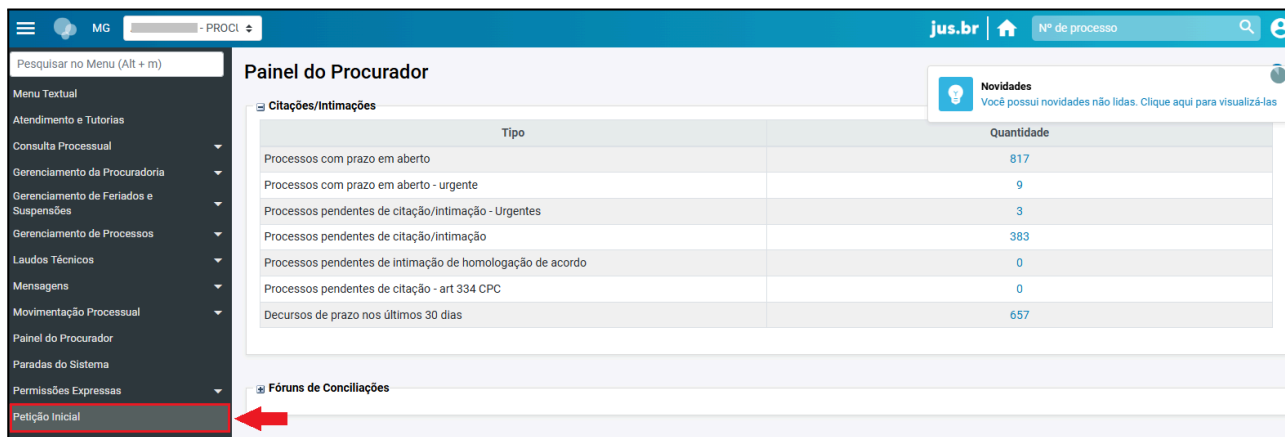 MG
- PROCU
jus.br
Nº de processo
Pesquisar no Menu (Alt + m)
Menu Textual
Atendimento e Tutorias
Consulta Processual
Gerenciamento da Procuradoria
Gerenciamento de Feriados e
Suspensões
Gerenciamento de Processos
Laudos Técnicos
Mensagens
Movimentação Processual
Painel do Procurador
Paradas do Sistema
Permissões Expressas
Petição Inicial
Painel do Procurador
Novidades
Você possui novidades não lidas. Clique aqui para visualizá-las
Citações/Intimações
Tipo Quantidade
Processos com prazo em aberto 817
Processos com prazo em aberto - urgente 9
Processos pendentes de citação/intimação - Urgentes 3
Processos pendentes de citação/intimação 383
Processos pendentes de intimação de homologação de acordo 0
Processos pendentes de citação - art 334 CPC 0
Decursos de prazo nos últimos 30 dias 657
Fóruns de Conciliações